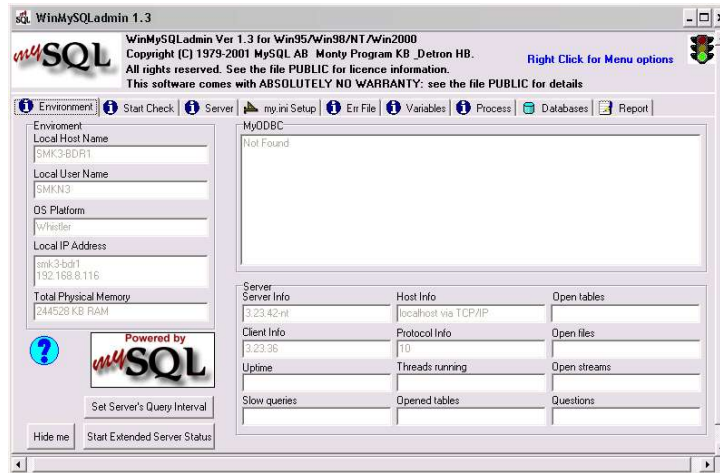 WinMySQLadmin 1.3
mySQL
WinMySQLadmin Ver 1.3 for Win95/Win98/NT/Win2000
Copyright (C) 1979-2001 MySQL AB Monty Program KB _Detron HB.
All rights reserved. See the file PUBLIC for licence information.
This software comes with ABSOLUTELY NO WARRANTY: see the file PUBLIC for details
Right Click for Menu options
Environment Start Check Server my.ini Setup Err File Variables Process Databases Report
Enviroment
Local Host Name
SMK3-BDR1
Local User Name
SMKN3
OS Platform
Whistler
Local IP Address
smk3-bdr1
192.168.8.116
Total Physical Memory
244528 KB RAM
MyODBC
Not Found
Server
Server Info Host Info Open tables
3.23.42-nt localhost via TCP/IP
Client Info Protocol Info Open files
3.23.36 10
Uptime Threads running Open streams
Slow queries Opened tables Questions
?
Powered by
mySQL
Set Server's Query Interval
Hide me Start Extended Server Status